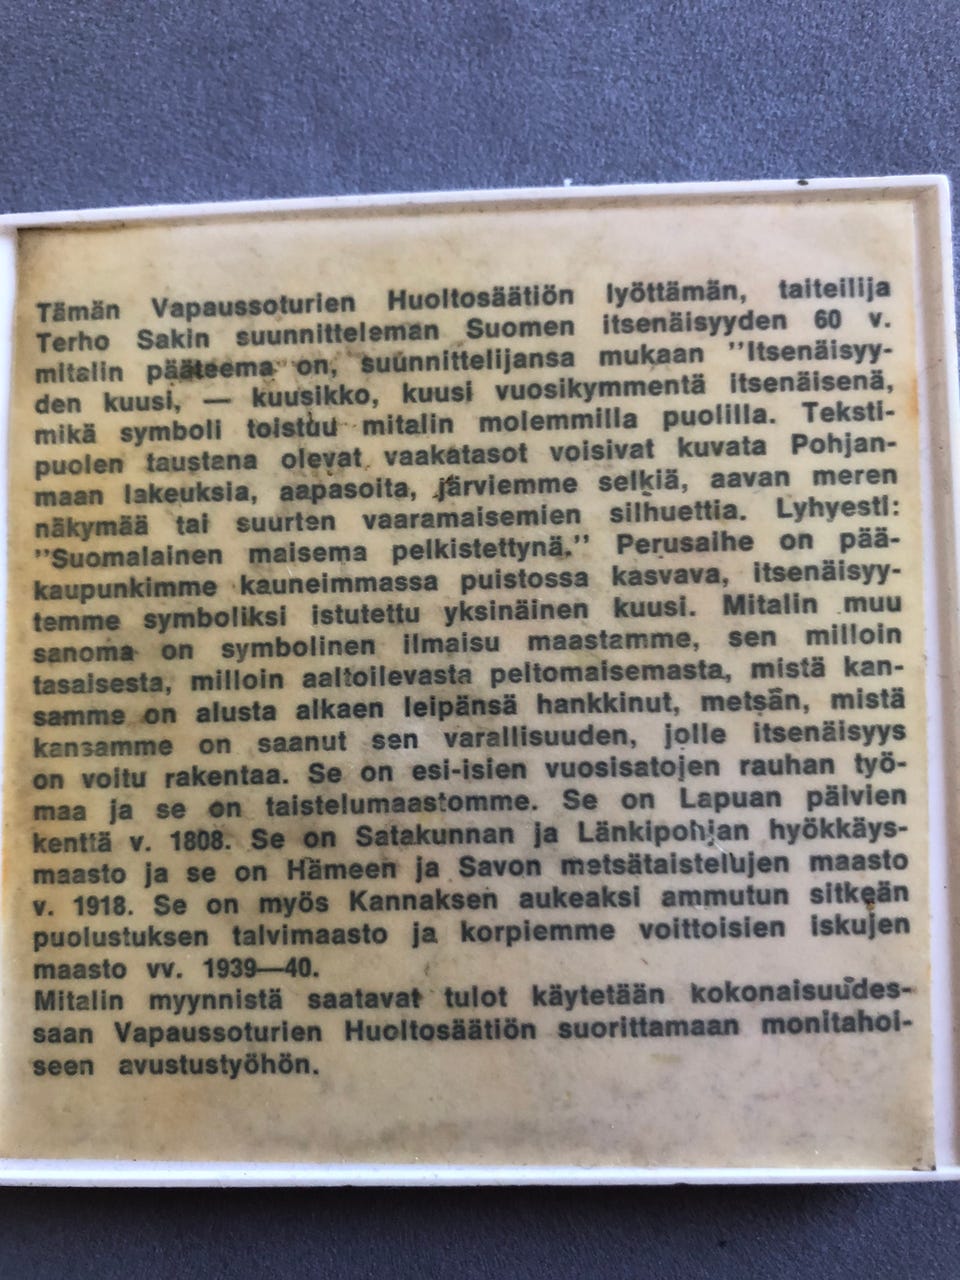 Tämän Vapaussoturien Huoltosäätiön lyöttämän, taiteilija
Terho Sakin suunnitteleman Suomen itsenäisyyden 60 v.
mitalin pääteema on, suunnittelijansa mukaan ”Itsenäisyy-
den kuusi, — kuusikko, kuusi vuosikymmentä itsenäisenä,
mikä symboli toistuu mitalin molemmilla puolilla. Teksti-
puolen taustana olevat vaakatasot voisivat kuvata Pohjan-
maan lakeuksia, aapasoita, järviemme selkiä, aavan meren
näkymää tai suurten vaaramaisemien silhuettia. Lyhyesti:
”Suomalainen maisema pelkistettynä.” Perusaihe on pää-
kaupunkimme kauneimmassa puistossa kasvava, itsenäisyy-
temme symboliksi istutettu yksinäinen kuusi. Mitalin muu
sanoma on symbolinen ilmaisu maastamme, sen milloin
tasaisesta, milloin aaltoilevasta peltomaisemasta, mistä kan-
samme on alusta alkaen leipänsä hankkinut, metsän, mistä
kansamme on saanut sen varallisuuden, jolle itsenäisyys
on voitu rakentaa. Se on esi-isien vuosisatojen rauhan työ-
maa ja se on taistelumaastomme. Se on Lapuan päivien
kenttä v. 1808. Se on Satakunnan ja Länkipohjan hyökkäys-
maasto ja se on Hämeen ja Savon metsätaistelujen maasto
v. 1918. Se on myös Kannaksen aukeaksi ammutun sitkeän
puolustuksen talvimaasto ja korpiemme voittoisien iskujen
maasto vv. 1939—40.
Mitalin myynnistä saatavat tulot käytetään kokonaisuudes-
saan Vapaussoturien Huoltosäätiön suorittamaan monitahoi-
seen avustustyöhön.